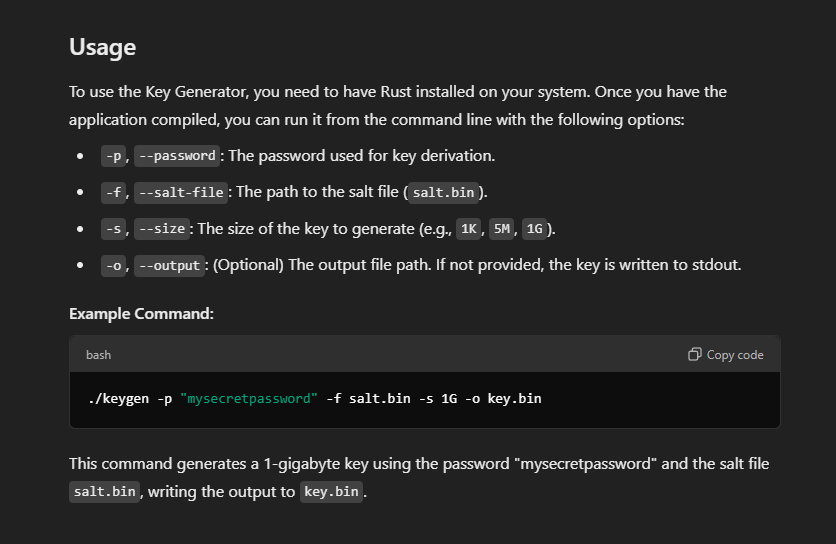 Usage
To use the Key Generator, you need to have Rust installed on your system. Once you have the
application compiled, you can run it from the command line with the following options:
• -p, --password: The password used for key derivation.
• -f, --salt-file: The path to the salt file (salt.bin).
• -s, --size: The size of the key to generate (e.g., 1K, 5M, 1G).
• -o, --output: (Optional) The output file path. If not provided, the key is written to stdout.
Example Command:
bash Copy code
./keygen -p "mysecretpassword" -f salt.bin -s 1G -o key.bin
This command generates a 1-gigabyte key using the password "mysecretpassword" and the salt file
salt.bin, writing the output to key.bin.